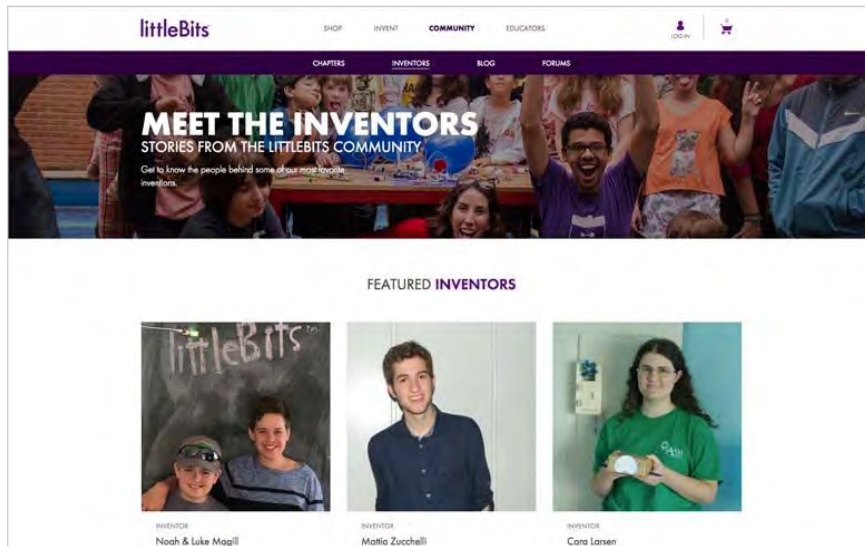 littleBits
SHOP INVENT COMMUNITY EDUCATORS
LOG IN
0
CHAPTERS INVENTORS BLOG FORUMS
MEET THE INVENTORS
STORIES FROM THE LITTLEBITS COMMUNITY
Get to know the people behind some of our most favorite
inventions.
FEATURED INVENTORS
littleBits
INVENTOR
Noah & Luke Magill
INVENTOR
Mattia Zucchelli
INVENTOR
Cara Larsen